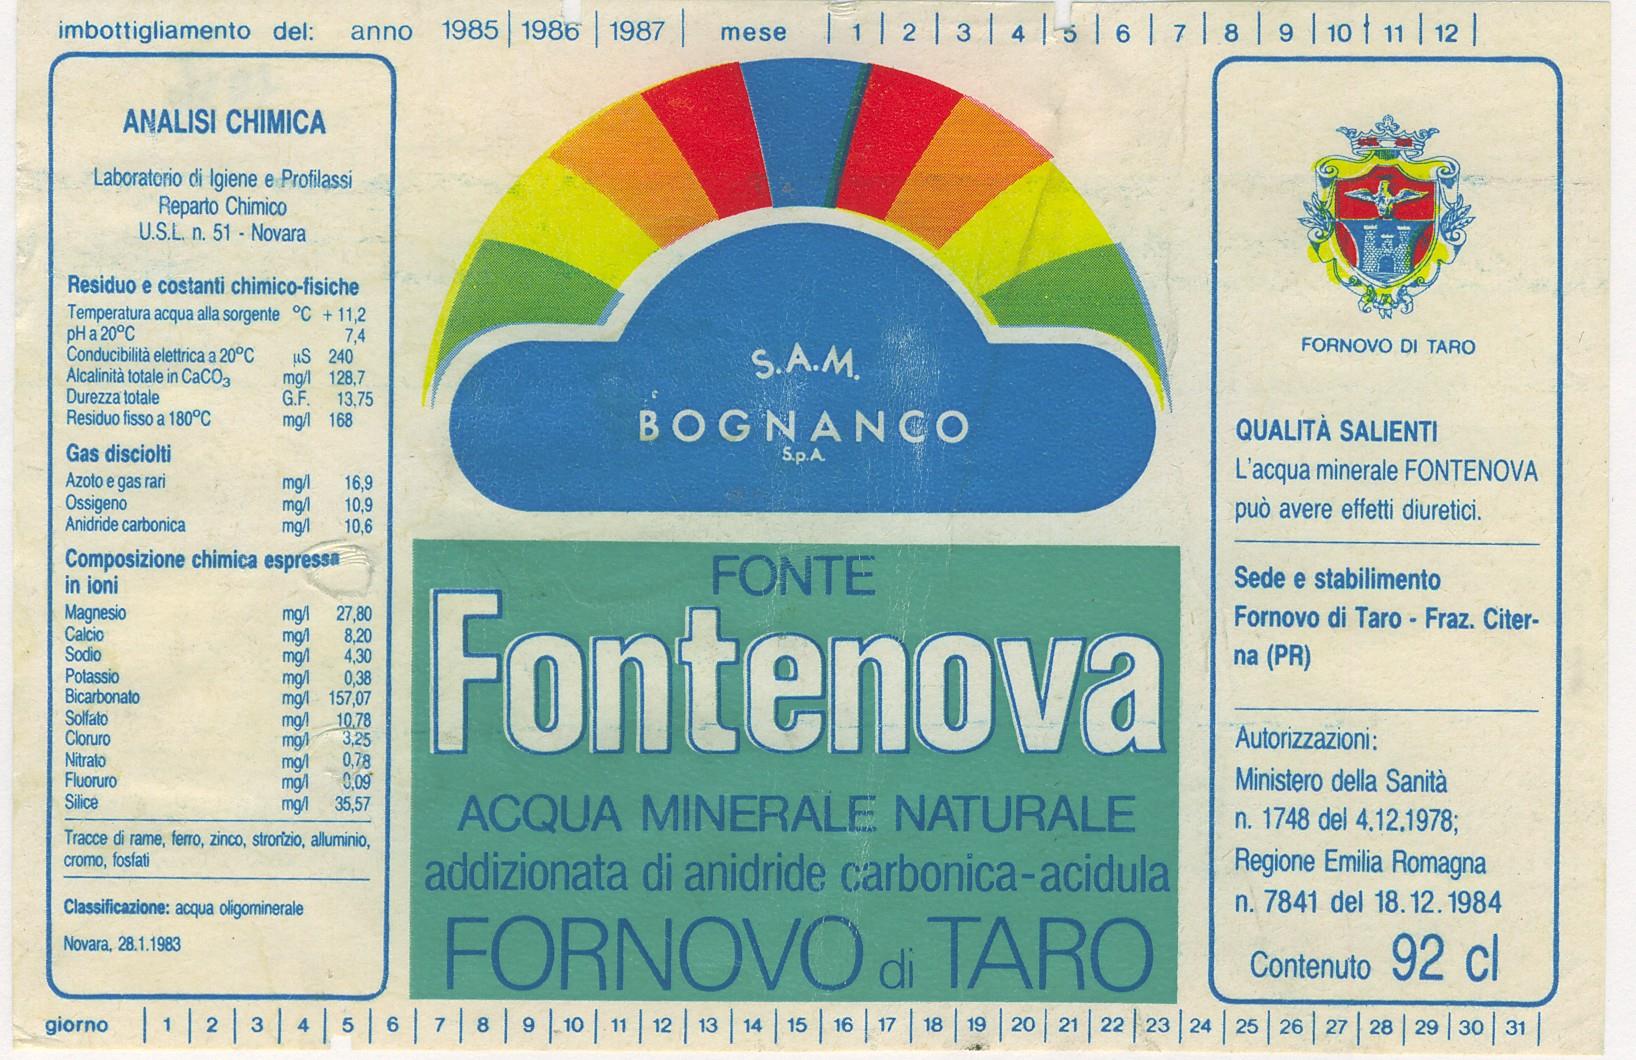 imbottigliamento del: anno 1985 | 1986 | 1987 | mese | 1 | 2 | 3 | 4 | 5 | 6 | 7 | 8 | 9 | 10 | 11 | 12 |
ANALISI CHIMICA
Laboratorio di Igiene e Profilassi
Reparto Chimico
U.S.L. n. 51 - Novara
Residuo e costanti chimico-fisiche
Temperatura acqua alla sorgente °C + 11,2
pH a 20°C 7,4
Conducibilità elettrica a 20°C µS 240
Alcalinità totale in CaCO3 mg/l 128,7
Durezza totale G.F. 13,75
Residuo fisso a 180°C mg/l 168
Gas disciolti
Azoto e gas rari mg/l 16,9
Ossigeno mg/l 10,9
Anidride carbonica mg/l 10,6
Composizione chimica espressa
in ioni
Magnesio mg/l 27,80
Calcio mg/l 8,20
Sodio mg/l 4,30
Potassio mg/l 0,38
Bicarbonato mg/l 157,07
Solfato mg/l 10,78
Cloruro mg/l 3,25
Nitrato mg/l 0,78
Fluoruro mg/l 0,09
Silice mg/l 35,57
Tracce di rame, ferro, zinco, stronzio, alluminio,
cromo, fosfati
Classificazione: acqua oligominerale
Novara, 28.1.1983
S.A.M.
BOGNANCO
S.p.A.
FONTE
Fontenova
ACQUA MINERALE NATURALE
addizionata di anidride carbonica-acidula
FORNOVO di TARO
FORNOVO DI TARO
QUALITÀ SALIENTI
L'acqua minerale FONTENOVA
può avere effetti diuretici.
Sede e stabilimento
Fornovo di Taro - Fraz. Citer-
na (PR)
Autorizzazioni:
Ministero della Sanità
n. 1748 del 4.12.1978;
Regione Emilia Romagna
n. 7841 del 18.12.1984
Contenuto 92 cl
giorno | 1 | 2 | 3 | 4 | 5 | 6 | 7 | 8 | 9 | 10 | 11 | 12 | 13 | 14 | 15 | 16 | 17 | 18 | 19 | 20 | 21 | 22 | 23 | 24 | 25 | 26 | 27 | 28 | 29 | 30 | 31 |